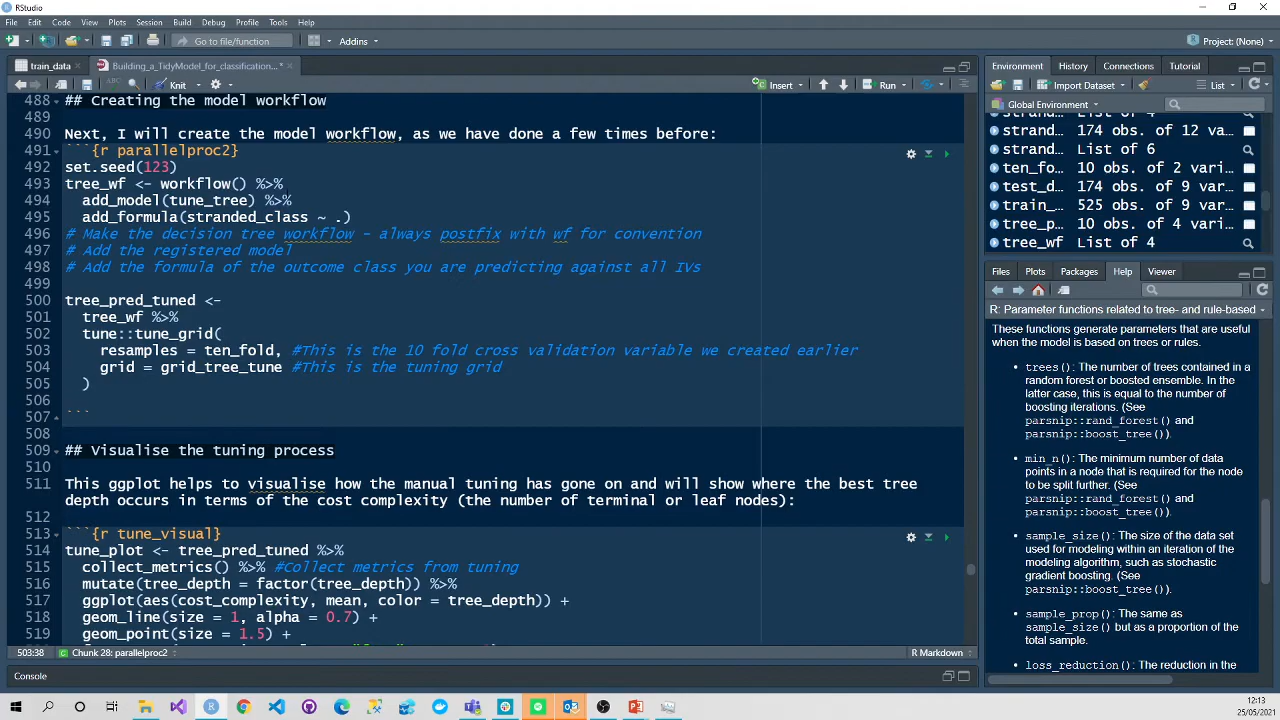 RStudio
File Edit Code View Plots Session Build Debug Profile Tools Help
Go to file/function Addins Project: (None)
train_data Building_a_TidyModel_for_classification...*
Knit Insert Run
488 ## Creating the model workflow
489
490 Next, I will create the model workflow, as we have done a few times before:
491 ```{r parallelproc2}
492 set.seed(123)
493 tree_wf <- workflow() %>%
494 add_model(tune_tree) %>%
495 add_formula(stranded_class ~ .)
496 # Make the decision tree workflow - always postfix with wf for convention
497 # Add the registered model
498 # Add the formula of the outcome class you are predicting against all IVs
499
500 tree_pred_tuned <-
501 tree_wf %>%
502 tune::tune_grid(
503 resamples = ten_fold, #This is the 10 fold cross validation variable we created earlier
504 grid = grid_tree_tune #This is the tuning grid
505 )
506
507 ```
508
509 ## Visualise the tuning process
510
511 This ggplot helps to visualise how the manual tuning has gone on and will show where the best tree
depth occurs in terms of the cost complexity (the number of terminal or leaf nodes):
512
513 ```{r tune_visual}
514 tune_plot <- tree_pred_tuned %>%
515 collect_metrics() %>% #Collect metrics from tuning
516 mutate(tree_depth = factor(tree_depth)) %>%
517 ggplot(aes(cost_complexity, mean, color = tree_depth)) +
518 geom_line(size = 1, alpha = 0.7) +
519 geom_point(size = 1.5) +
503:38 Chunk 28: parallelproc2 R Markdown
Console
Environment History Connections Tutorial
Import Dataset List
Global Environment
strand… List of 4
strand… 174 obs. of 12 va…
strand… List of 6
ten_fo… 10 obs. of 2 vari…
test_d… 174 obs. of 9 var…
train_… 525 obs. of 9 var…
tree_p… 10 obs. of 4 vari…
tree_wf List of 4
Files Plots Packages Help Viewer
R: Parameter functions related to tree- and rule-based
These functions generate parameters that are useful
when the model is based on trees or rules.
• trees(): The number of trees contained in a
random forest or boosted ensemble. In the
latter case, this is equal to the number of
boosting iterations. (See
parsnip::rand_forest() and
parsnip::boost_tree()).
• min_n(): The minimum number of data
points in a node that is required for the node
to be split further. (See
parsnip::rand_forest() and
parsnip::boost_tree()).
• sample_size(): The size of the data set
used for modeling within an iteration of the
modeling algorithm, such as stochastic
gradient boosting. (See
parsnip::boost_tree()).
• sample_prop(): The same as
sample_size() but as a proportion of the
total sample.
• loss_reduction(): The reduction in the
12:13
25/05/2021